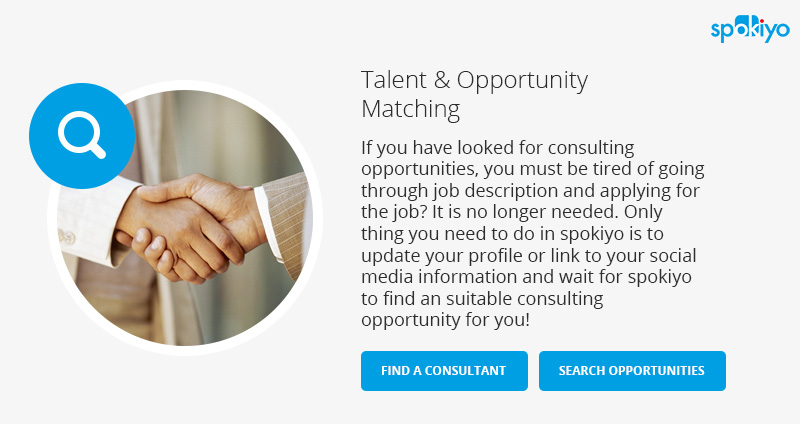 spokiyo
Talent & Opportunity
Matching
If you have looked for consulting
opportunities, you must be tired of going
through job description and applying for
the job? It is no longer needed. Only
thing you need to do in spokiyo is to
update your profile or link to your social
media information and wait for spokiyo
to find an suitable consulting
opportunity for you!
FIND A CONSULTANT
SEARCH OPPORTUNITIES